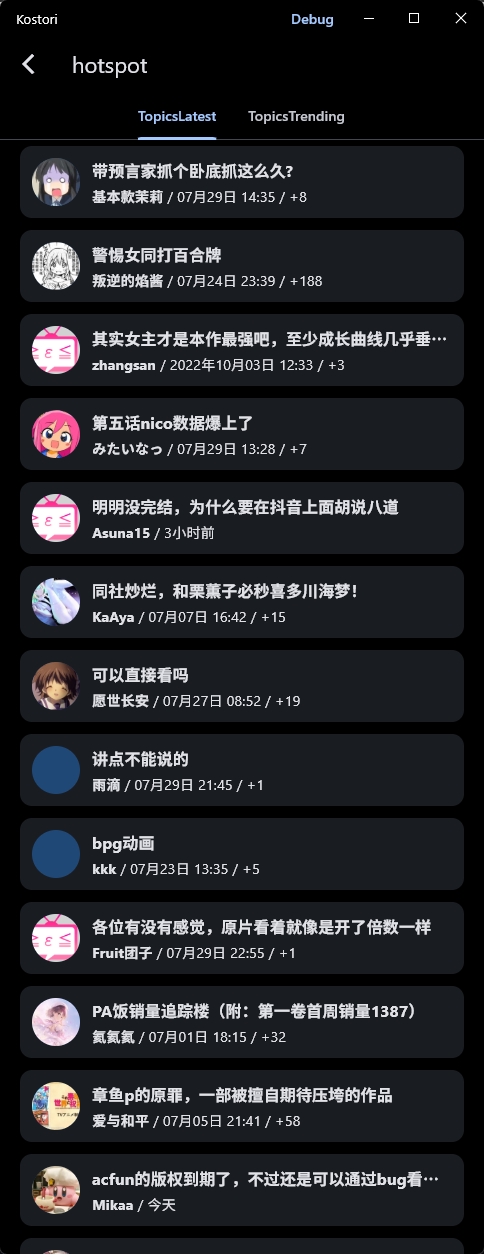 Kostori
Debug
hotspot
TopicsLatest
TopicsTrending
带预言家抓个卧底抓这么久?
基本款茉莉 / 07月29日 14:35 / +8
警惕女同打百合牌
叛逆的焰酱 / 07月24日 23:39 / +188
其实女主才是本作最强吧，至少成长曲线几乎垂…
zhangsan / 2022年10月03日 12:33 / +3
第五话nico数据爆上了
みたいなっ / 07月29日 13:28 / +7
明明没完结，为什么要在抖音上面胡说八道
Asuna15 / 3小时前
同社炒烂，和栗薰子必秒喜多川海梦！
KaAya / 07月07日 16:42 / +15
可以直接看吗
愿世长安 / 07月27日 08:52 / +19
讲点不能说的
雨滴 / 07月29日 21:45 / +1
bpg动画
kkk / 07月23日 13:35 / +5
各位有没有感觉，原片看着就像是开了倍数一样
Fruit团子 / 07月29日 22:55 / +1
PA饭销量追踪楼（附：第一卷首周销量1387）
氦氦氦 / 07月01日 18:15 / +32
章鱼p的原罪，一部被擅自期待压垮的作品
爱与和平 / 07月05日 21:41 / +58
acfun的版权到期了，不过还是可以通过bug看…
Mikaa / 今天